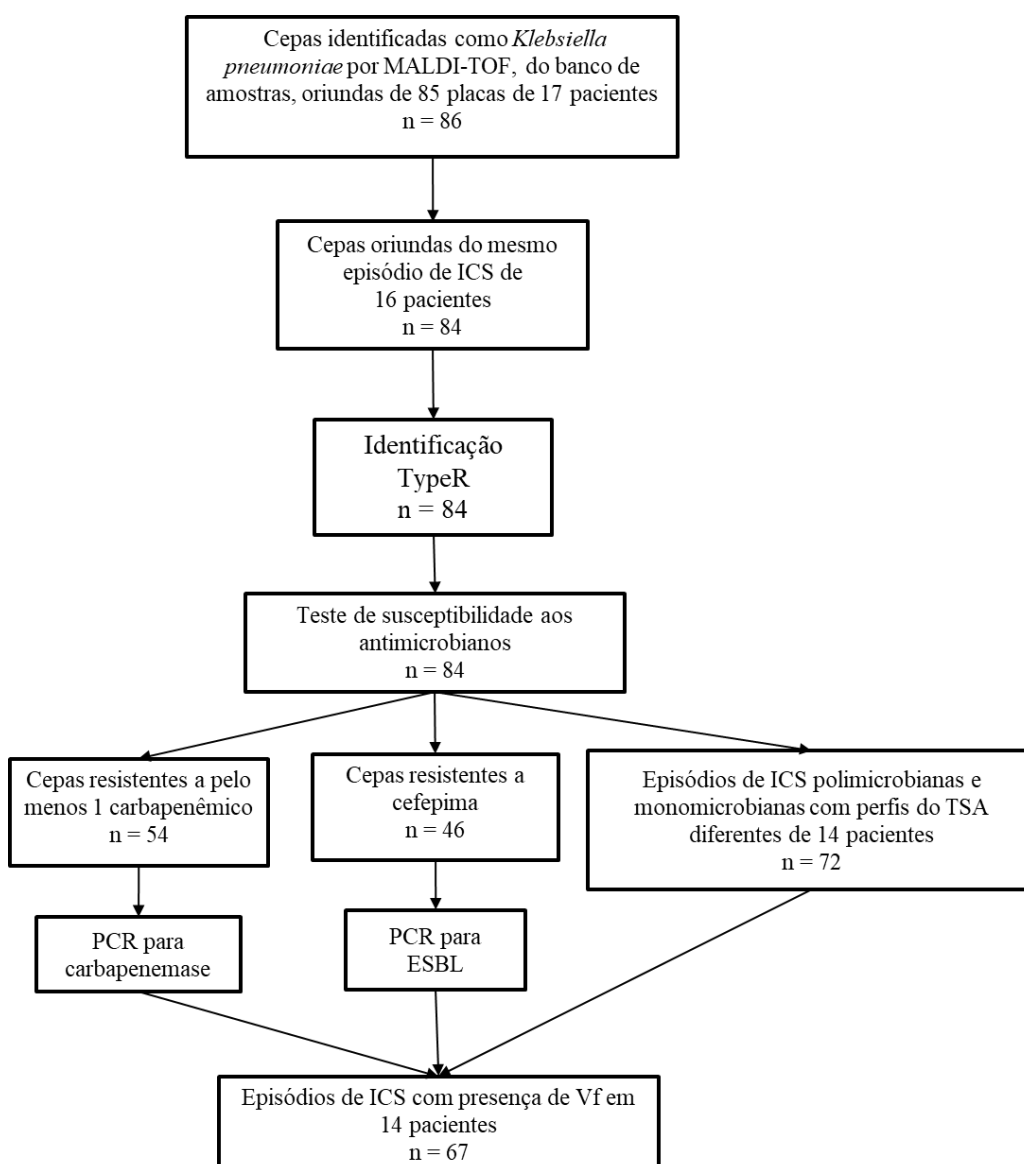 Cepas identificadas como Klebsiella
pneumoniae por MALDI-TOF, do banco de
amostras, oriundas de 85 placas de 17 pacientes
n = 86
Cepas oriundas do mesmo
episódio de ICS de
16 pacientes
n = 84
Identificação
TypeR
n = 84
Teste de susceptibilidade aos
antimicrobianos
n = 84
Cepas resistentes a pelo
menos 1 carbapenêmico
n = 54
Cepas resistentes a
cefepima
n = 46
Episódios de ICS polimicrobianas e
monomicrobianas com perfis do TSA
diferentes de 14 pacientes
n = 72
PCR para
carbapenemase
PCR para
ESBL
Episódios de ICS com presença de Vf em
14 pacientes
n = 67